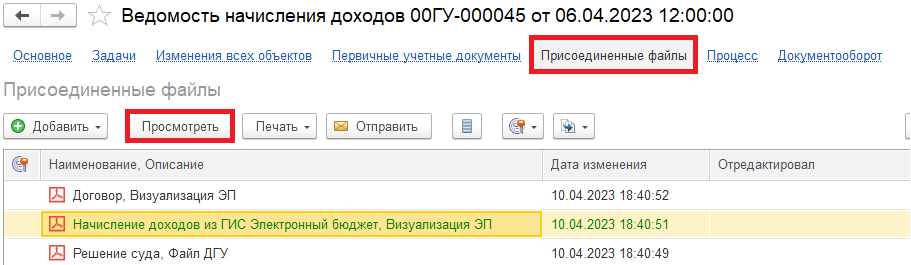 Ведомость начисления доходов 00ГУ-000045 от 06.04.2023 12:00:00
Основное Задачи Изменения всех объектов Первичные учетные документы Присоединенные файлы Процесс Документооборот
Присоединенные файлы
Добавить Просмотреть Печать Отправить
Наименование, Описание Дата изменения Отредактировал
Договор, Визуализация ЭП 10.04.2023 18:40:52
Начисление доходов из ГИС Электронный бюджет, Визуализация ЭП 10.04.2023 18:40:51
Решение суда, Файл ДГУ 10.04.2023 18:40:49